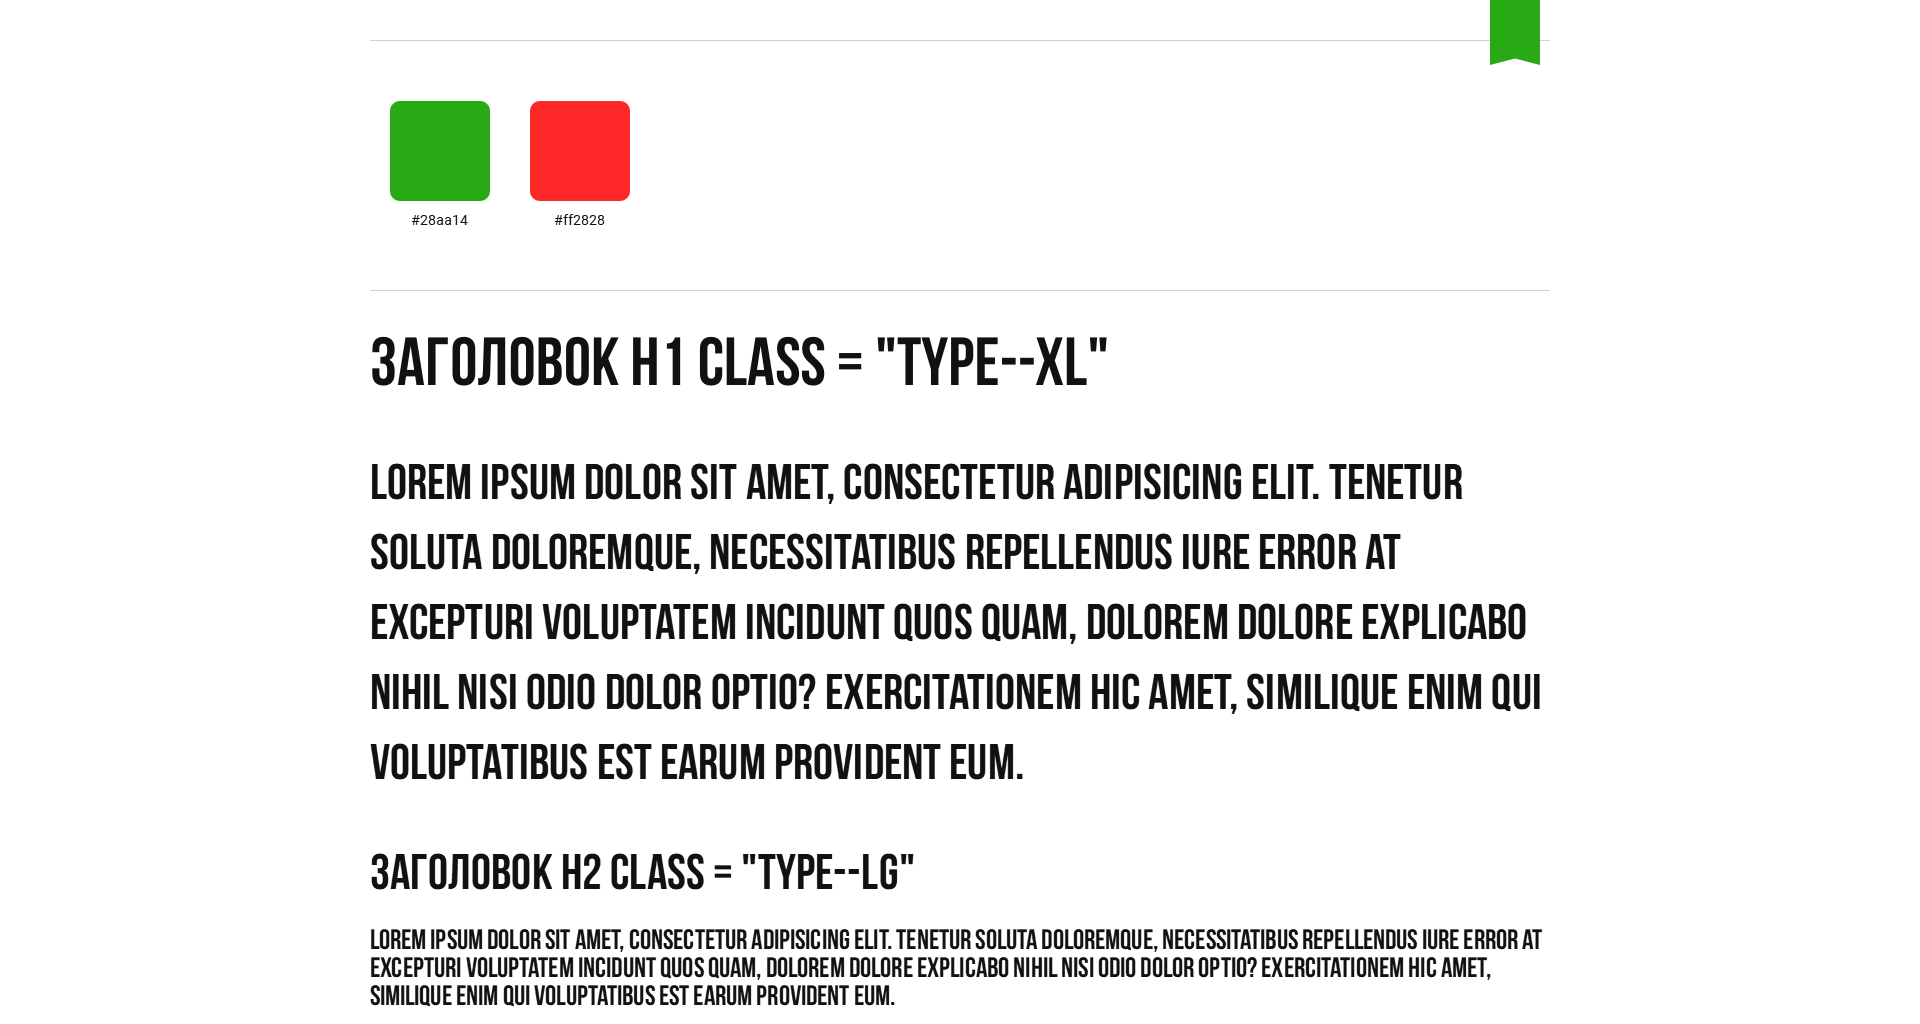 #28aa14 #ff2828
ЗАГОЛОВОК H1 CLASS = "TYPE--XL"
LOREM IPSUM DOLOR SIT AMET, CONSECTETUR ADIPISICING ELIT. TENETUR
SOLUTA DOLOREMQUE, NECESSITATIBUS REPELLENDUS IURE ERROR AT
EXCEPTURI VOLUPTATEM INCIDUNT QUOS QUAM, DOLOREM DOLORE EXPLICABO
NIHIL NISI ODIO DOLOR OPTIO? EXERCITATIONEM HIC AMET, SIMILIQUE ENIM QUI
VOLUPTATIBUS EST EARUM PROVIDENT EUM.
ЗАГОЛОВОК H2 CLASS = "TYPE--LG"
LOREM IPSUM DOLOR SIT AMET, CONSECTETUR ADIPISICING ELIT. TENETUR SOLUTA DOLOREMQUE, NECESSITATIBUS REPELLENDUS IURE ERROR AT
EXCEPTURI VOLUPTATEM INCIDUNT QUOS QUAM, DOLOREM DOLORE EXPLICABO NIHIL NISI ODIO DOLOR OPTIO? EXERCITATIONEM HIC AMET,
SIMILIQUE ENIM QUI VOLUPTATIBUS EST EARUM PROVIDENT EUM.